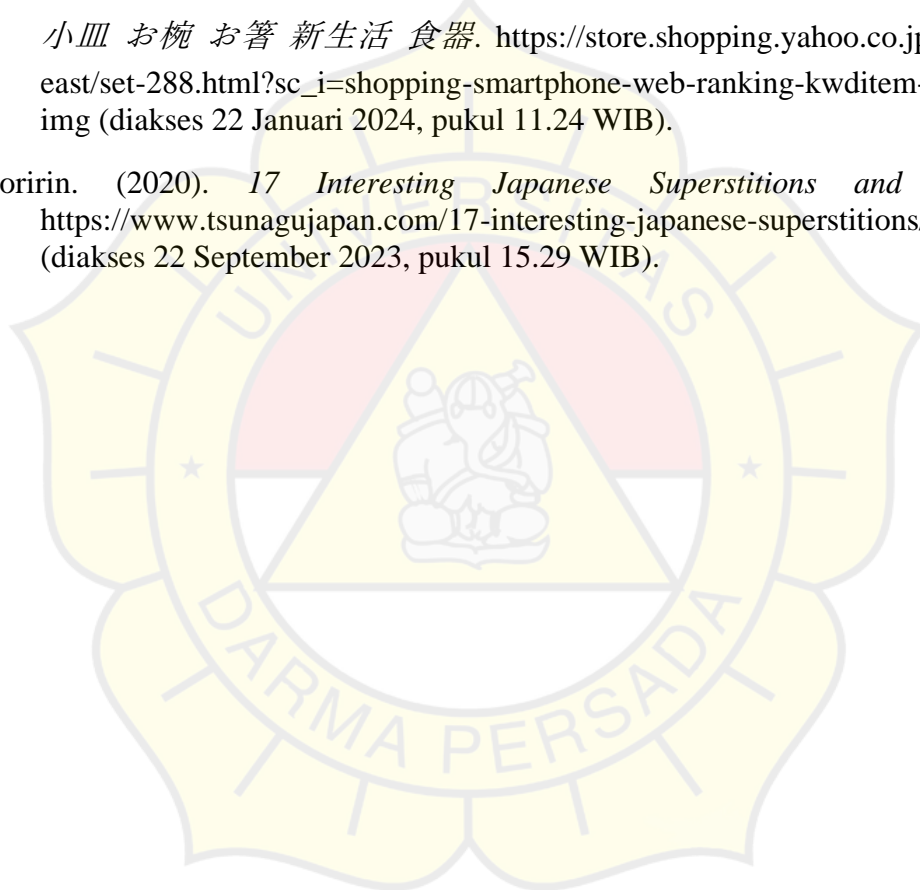 小皿 お椀 お箸 新生活 食器. https://store.shopping.yahoo.co.jp
east/set-288.html?sc_i=shopping-smartphone-web-ranking-kwditem-
img (diakses 22 Januari 2024, pukul 11.24 WIB).
oririn. (2020). 17 Interesting Japanese Superstitions and
https://www.tsunagujapan.com/17-interesting-japanese-superstitions/
(diakses 22 September 2023, pukul 15.29 WIB).
UNIVERSITAS
DARMA PERSADA